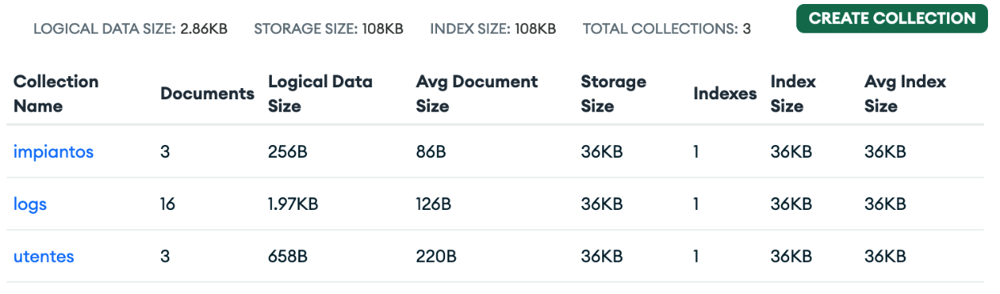 LOGICAL DATA SIZE: 2.86KB STORAGE SIZE: 108KB INDEX SIZE: 108KB TOTAL COLLECTIONS: 3 CREATE COLLECTION
Collection Name Documents Logical Data Size Avg Document Size Storage Size Indexes Index Size Avg Index Size
impiantos 3 256B 86B 36KB 1 36KB 36KB
logs 16 1.97KB 126B 36KB 1 36KB 36KB
utentes 3 658B 220B 36KB 1 36KB 36KB